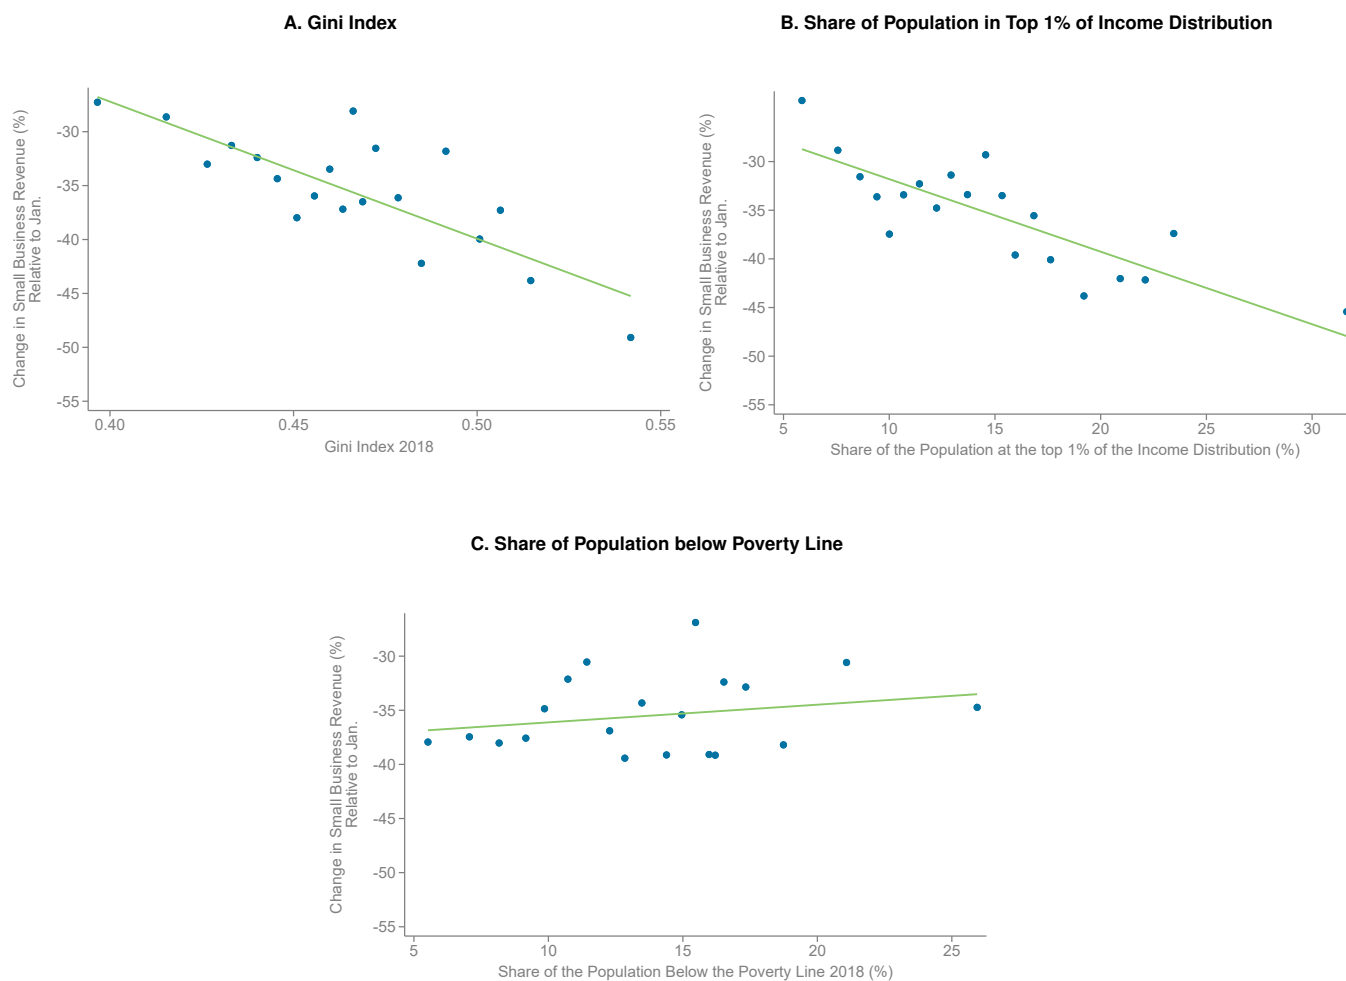 A. Gini Index
Change in Small Business Revenue (%)
Relative to Jan.
-30
-35
-40
-45
-50
-55
0.40
0.45
0.50
0.55
Gini Index 2018
B. Share of Population in Top 1% of Income Distribution
Change in Small Business Revenue (%)
Relative to Jan.
-30
-35
-40
-45
-50
-55
5
10
15
20
25
30
Share of the Population at the top 1% of the Income Distribution (%)
C. Share of Population below Poverty Line
Change in Small Business Revenue (%)
Relative to Jan.
-30
-35
-40
-45
-50
-55
5
10
15
20
25
Share of the Population Below the Poverty Line 2018 (%)